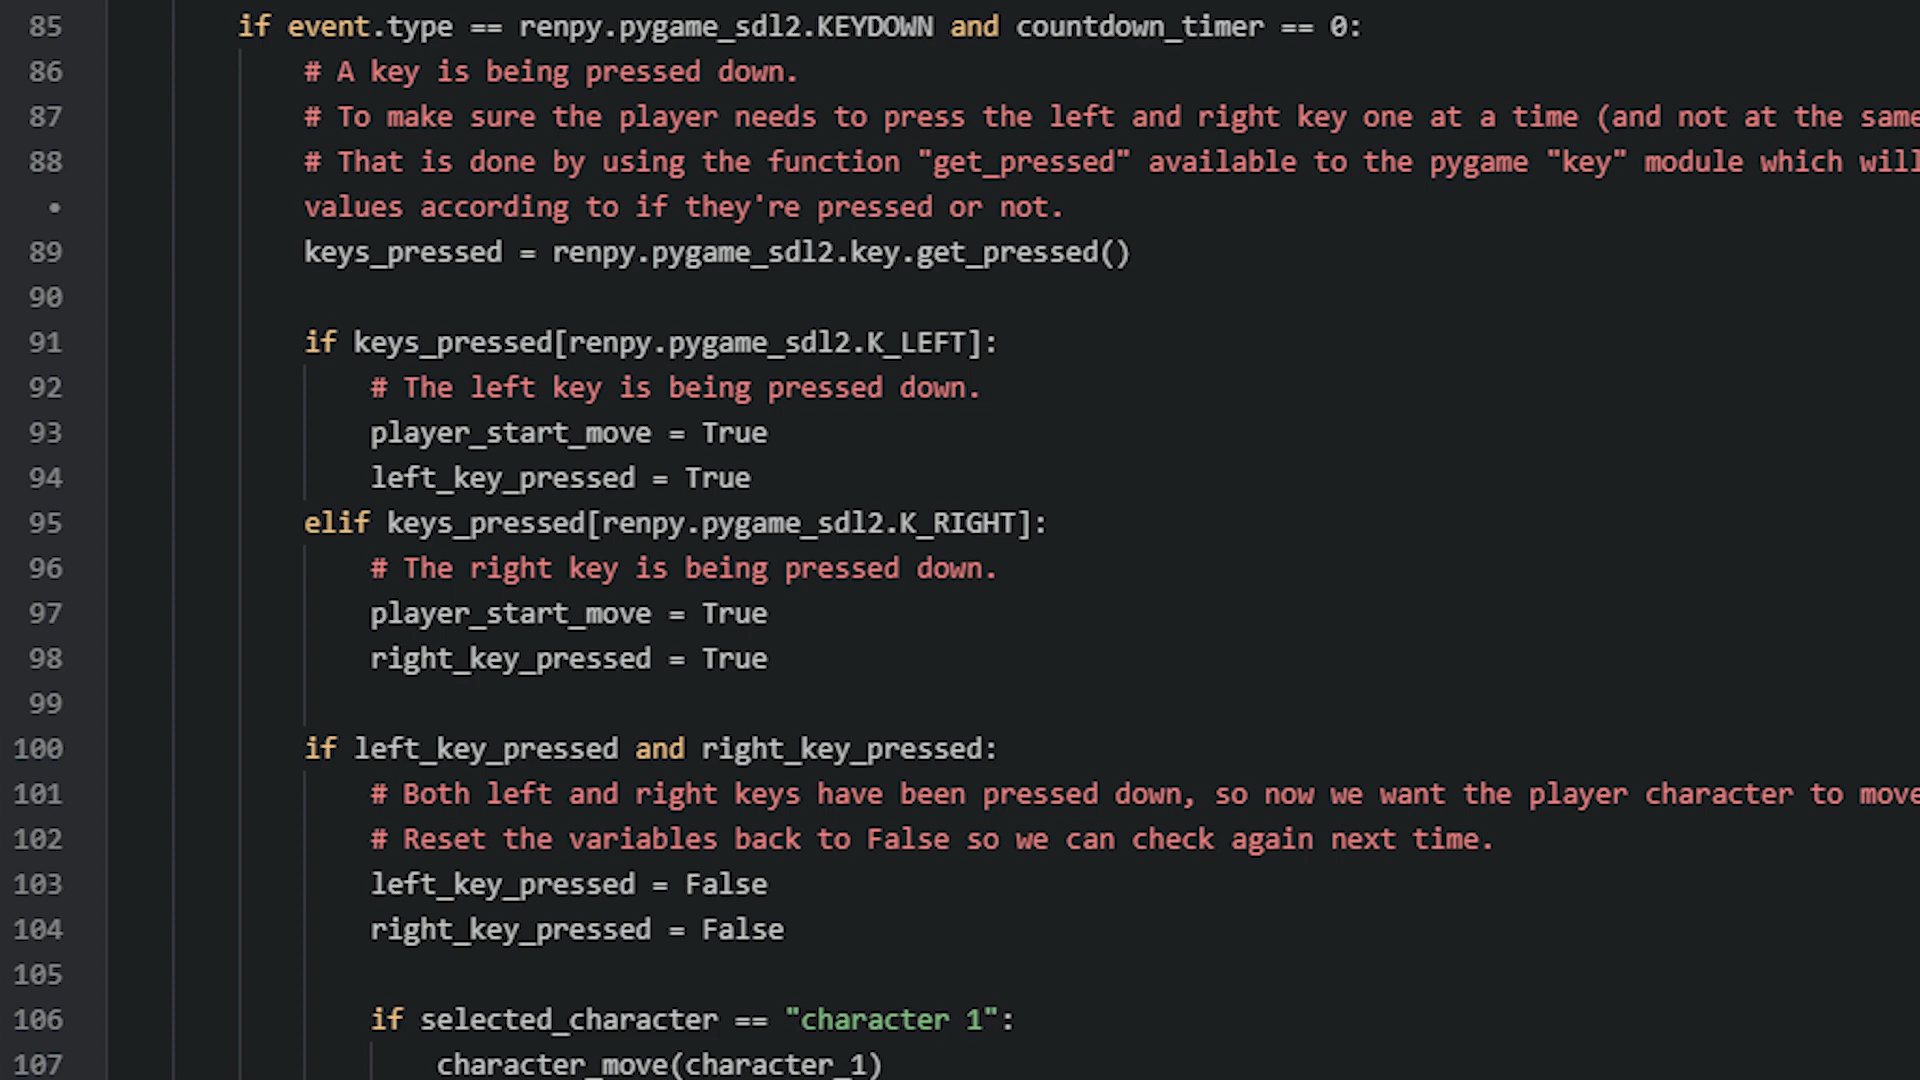 85 if event.type == renpy.pygame_sdl2.KEYDOWN and countdown_timer == 0:
86 # A key is being pressed down.
87 # To make sure the player needs to press the left and right key one at a time (and not at the same
88 # That is done by using the function "get_pressed" available to the pygame "key" module which will
• values according to if they're pressed or not.
89 keys_pressed = renpy.pygame_sdl2.key.get_pressed()
90
91 if keys_pressed[renpy.pygame_sdl2.K_LEFT]:
92 # The left key is being pressed down.
93 player_start_move = True
94 left_key_pressed = True
95 elif keys_pressed[renpy.pygame_sdl2.K_RIGHT]:
96 # The right key is being pressed down.
97 player_start_move = True
98 right_key_pressed = True
99
100 if left_key_pressed and right_key_pressed:
101 # Both left and right keys have been pressed down, so now we want the player character to move
102 # Reset the variables back to False so we can check again next time.
103 left_key_pressed = False
104 right_key_pressed = False
105
106 if selected_character == "character 1":
107 character_move(character_1)